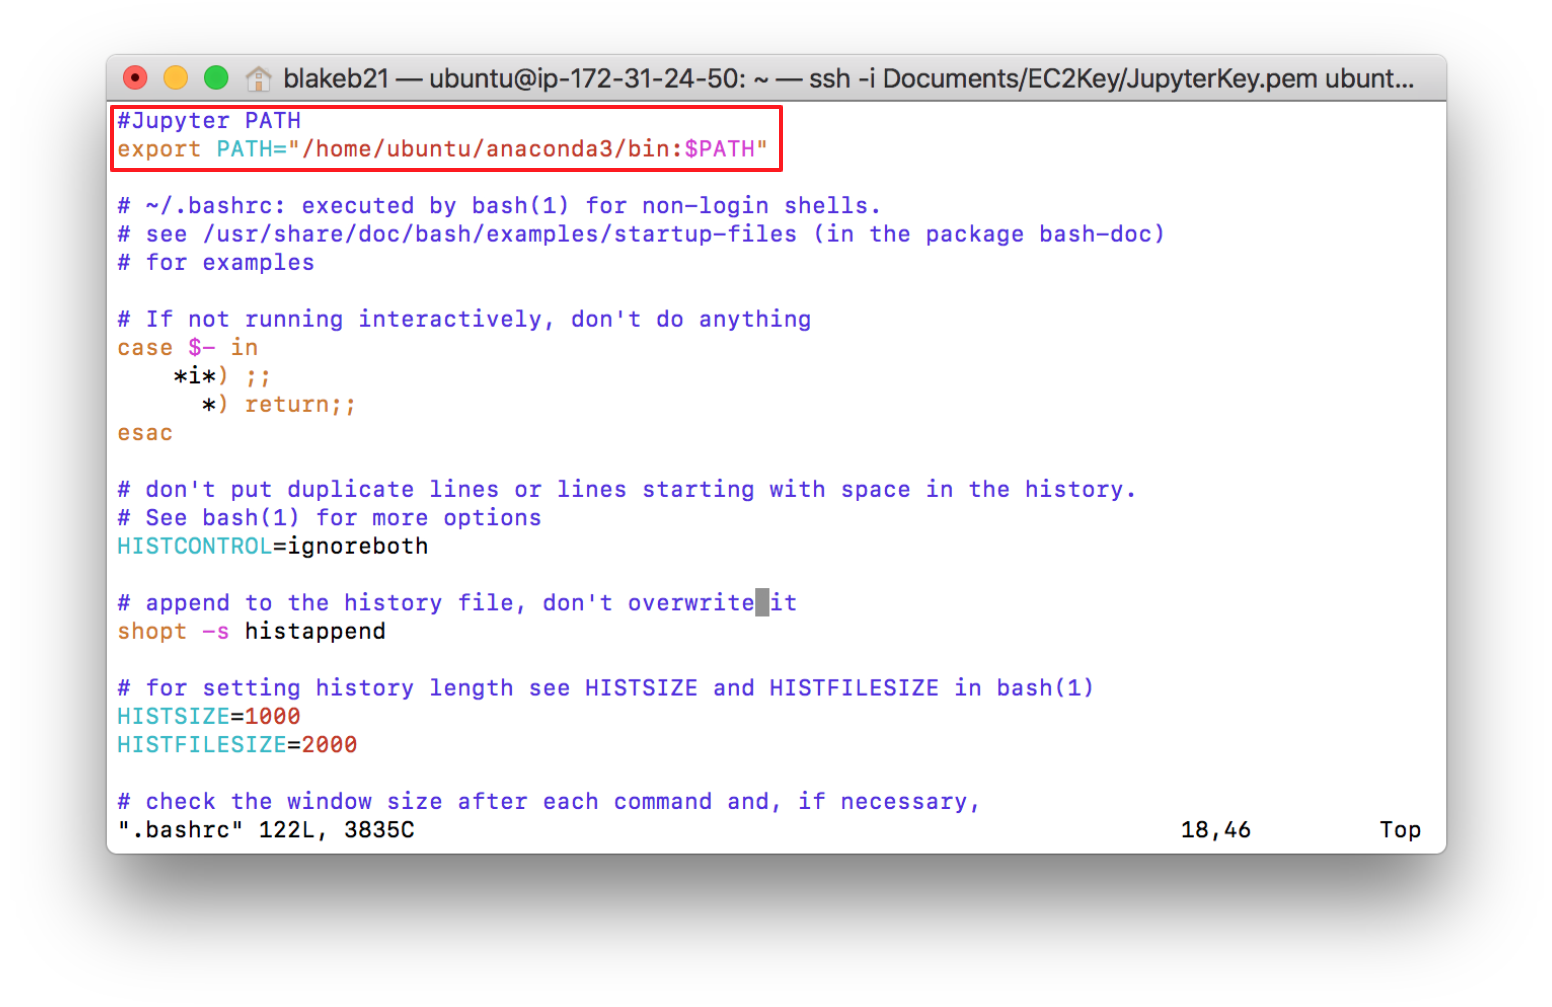 blakeb21 — ubuntu@ip-172-31-24-50: ~ — ssh -i Documents/EC2Key/JupyterKey.pem ubunt...
#Jupyter PATH
export PATH="/home/ubuntu/anaconda3/bin:$PATH"
# ~/.bashrc: executed by bash(1) for non-login shells.
# see /usr/share/doc/bash/examples/startup-files (in the package bash-doc)
# for examples
# If not running interactively, don't do anything
case $- in
    *i*) ;;
      *) return;;
esac
# don't put duplicate lines or lines starting with space in the history.
# See bash(1) for more options
HISTCONTROL=ignoreboth
# append to the history file, don't overwrite it
shopt -s histappend
# for setting history length see HISTSIZE and HISTFILESIZE in bash(1)
HISTSIZE=1000
HISTFILESIZE=2000
# check the window size after each command and, if necessary,
".bashrc" 122L, 3835C 18,46 Top